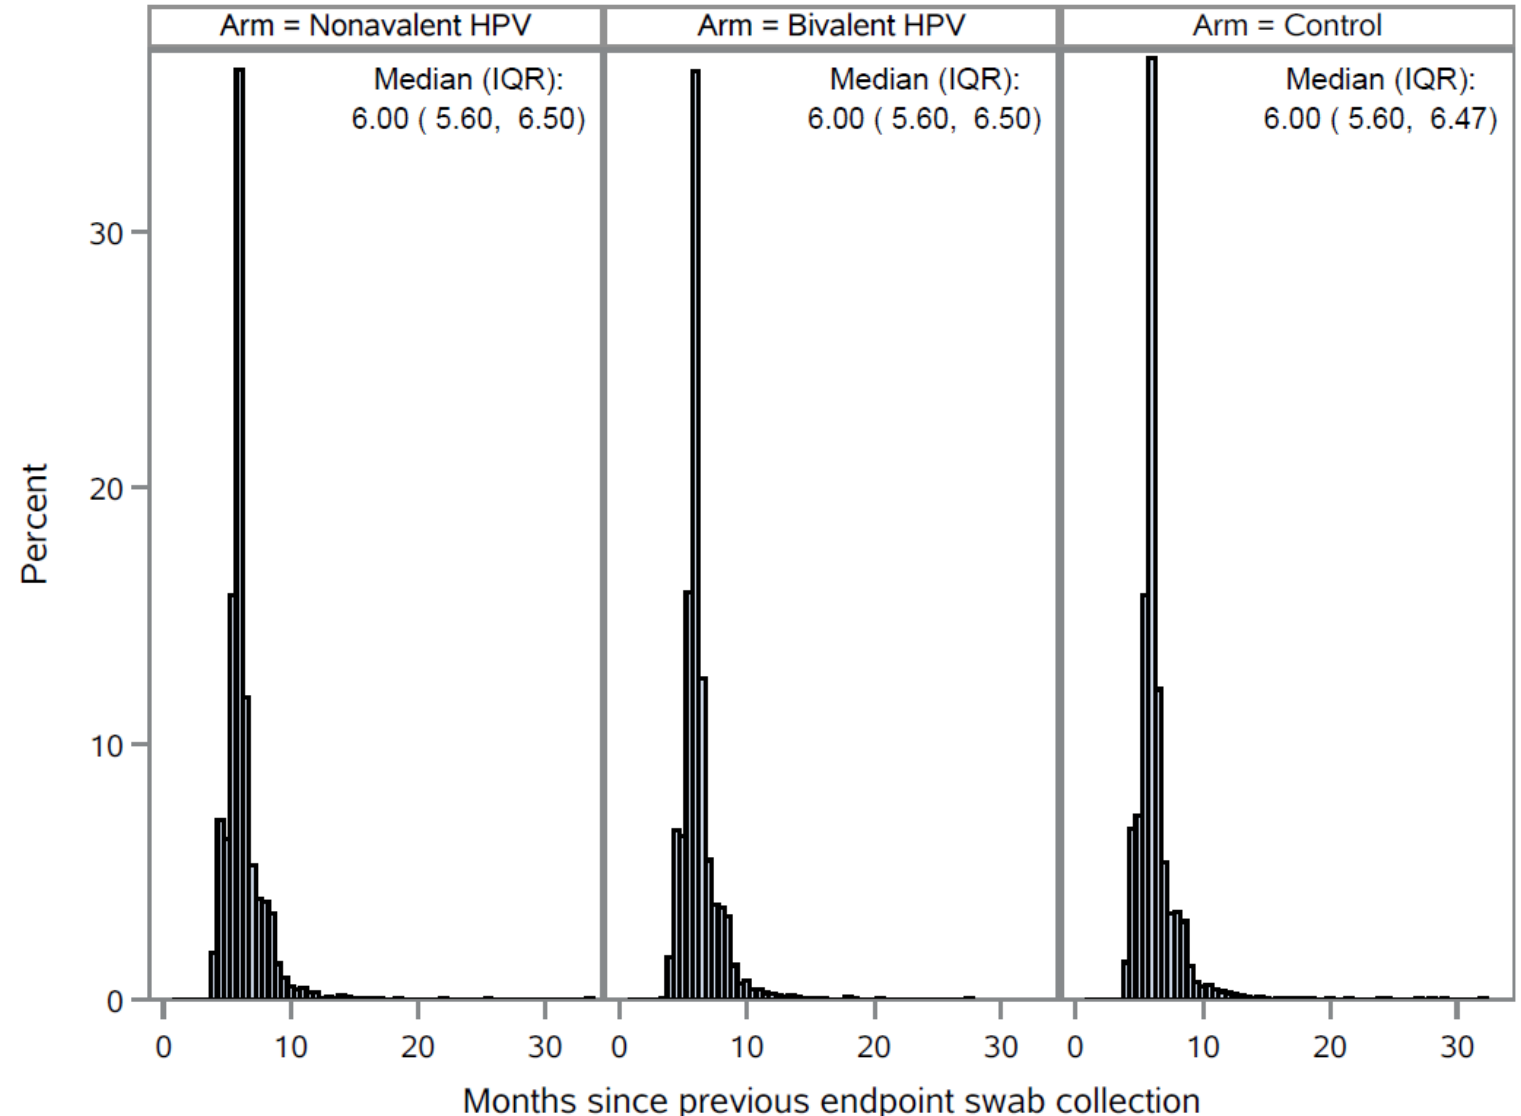 Arm = Nonavalent HPV
Arm = Bivalent HPV
Arm = Control
Median (IQR):
6.00 ( 5.60, 6.50)
Median (IQR):
6.00 ( 5.60, 6.50)
Median (IQR):
6.00 ( 5.60, 6.47)
Percent
30
20
10
0
0 10 20 30
0 10 20 30
0 10 20 30
Months since previous endpoint swab collection